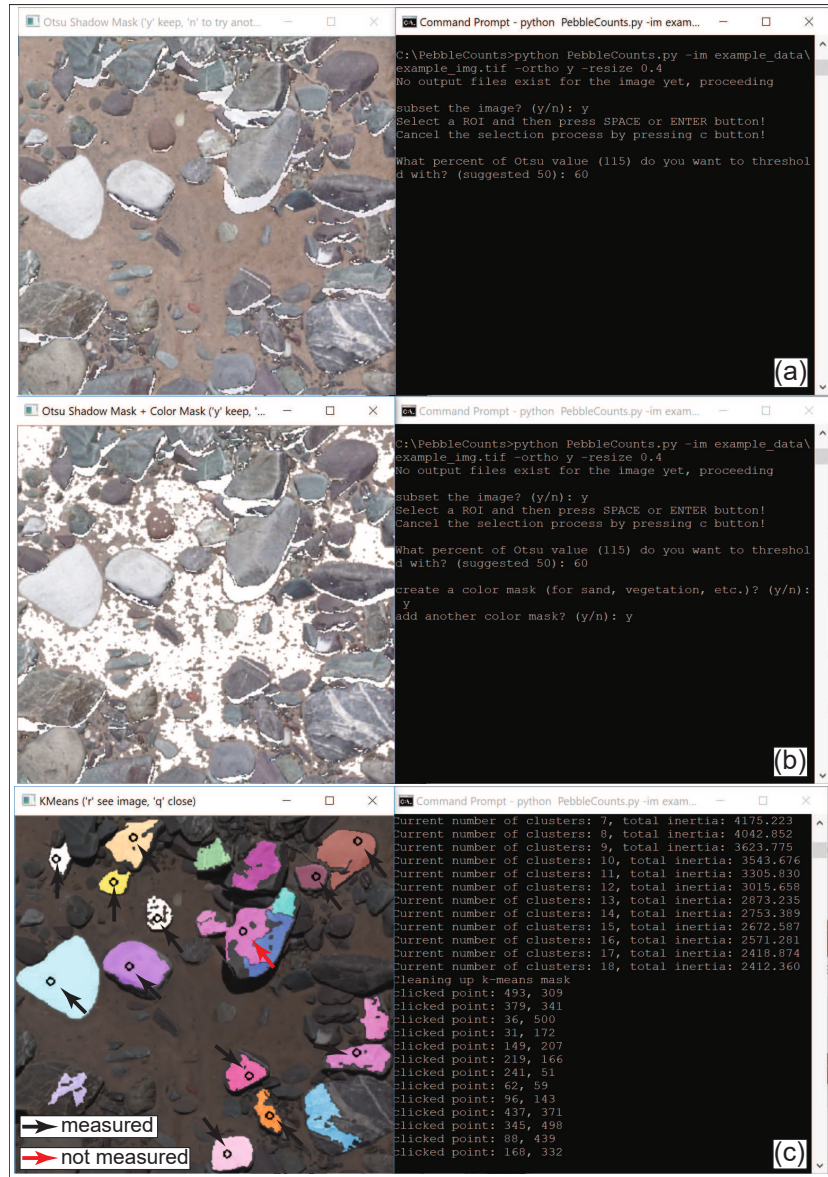 Otsu Shadow Mask ('y' keep, 'n' to try anot...
Command Prompt - python  PebbleCounts.py -im exam...
C:\PebbleCounts>python PebbleCounts.py -im example_data\
example_img.tif -ortho y -resize 0.4
No output files exist for the image yet, proceeding
subset the image? (y/n): y
Select a ROI and then press SPACE or ENTER button!
Cancel the selection process by pressing c button!
What percent of Otsu value (115) do you want to threshol
d with? (suggested 50): 60
(a)
Otsu Shadow Mask + Color Mask ('y' keep, '...
Command Prompt - python  PebbleCounts.py -im exam...
C:\PebbleCounts>python PebbleCounts.py -im example_data\
example_img.tif -ortho y -resize 0.4
No output files exist for the image yet, proceeding
subset the image? (y/n): y
Select a ROI and then press SPACE or ENTER button!
Cancel the selection process by pressing c button!
What percent of Otsu value (115) do you want to threshol
d with? (suggested 50): 60
create a color mask (for sand, vegetation, etc.)? (y/n):
y
add another color mask? (y/n): y
(b)
KMeans ('r' see image, 'q' close)
Command Prompt - python  PebbleCounts.py -im exam...
Current number of clusters: 7, total inertia: 4175.223
Current number of clusters: 8, total inertia: 4042.852
Current number of clusters: 9, total inertia: 3623.775
Current number of clusters: 10, total inertia: 3543.676
Current number of clusters: 11, total inertia: 3305.830
Current number of clusters: 12, total inertia: 3015.658
Current number of clusters: 13, total inertia: 2873.235
Current number of clusters: 14, total inertia: 2753.389
Current number of clusters: 15, total inertia: 2672.587
Current number of clusters: 16, total inertia: 2571.281
Current number of clusters: 17, total inertia: 2418.874
Current number of clusters: 18, total inertia: 2412.360
Cleaning up k-means mask
clicked point: 493, 309
clicked point: 379, 341
clicked point: 36, 500
clicked point: 31, 172
clicked point: 149, 207
clicked point: 219, 166
clicked point: 241, 51
clicked point: 62, 59
clicked point: 96, 143
clicked point: 437, 371
clicked point: 345, 498
clicked point: 88, 439
clicked point: 168, 332
measured
not measured
(c)